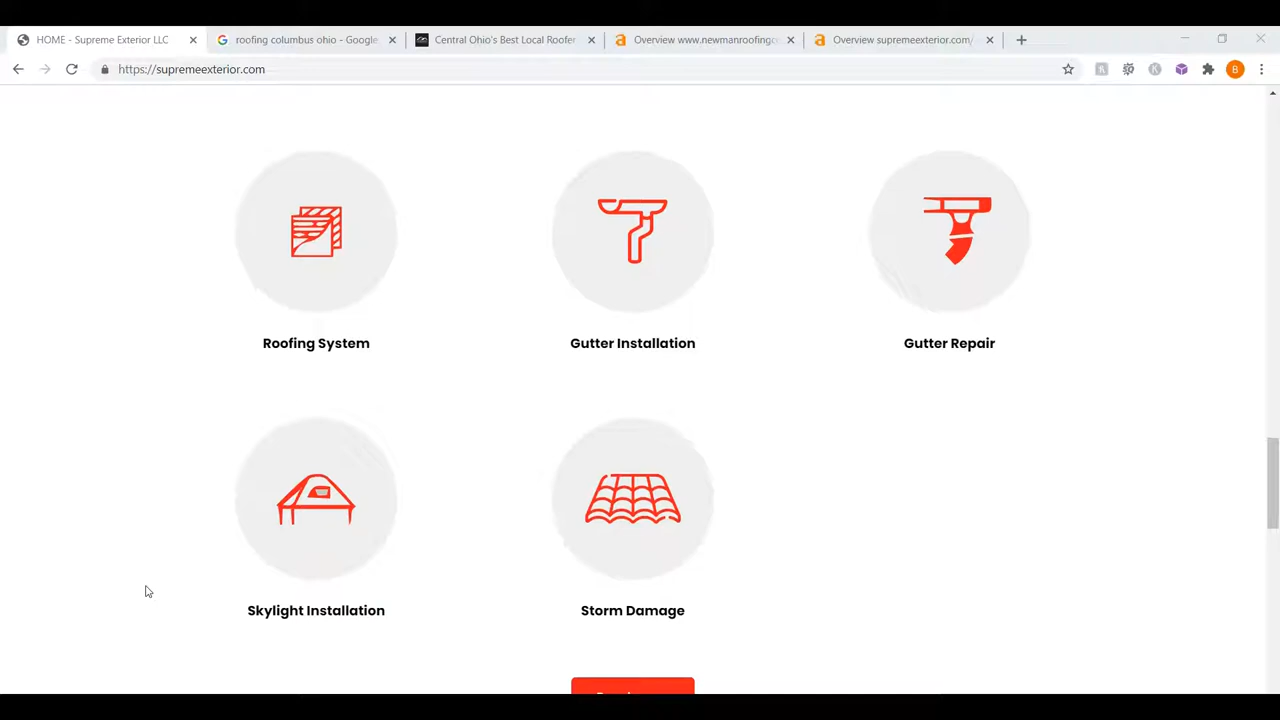 HOME - Supreme Exterior LLC
roofing columbus ohio - Google
Central Ohio's Best Local Roofer
Overview www.newmanroofingc
Overview supremeexterior.com/
https://supremeexterior.com
B
Roofing System
Gutter Installation
Gutter Repair
Skylight Installation
Storm Damage